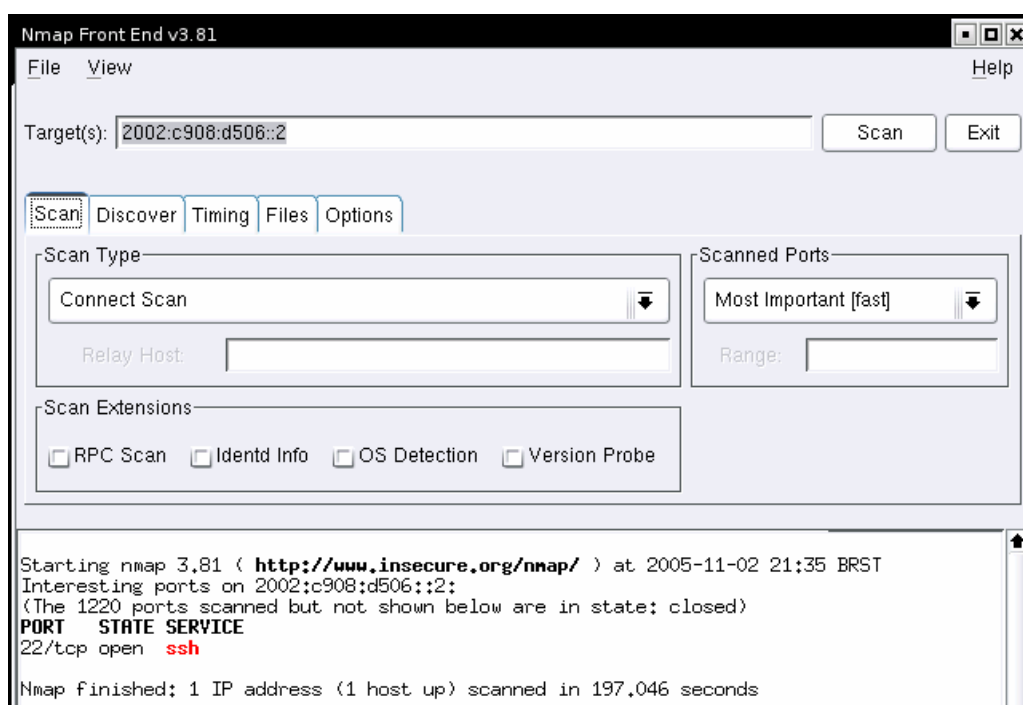 Nmap Front End v3.81
File View Help
Target(s): 2002:c908:d506::2 Scan Exit
Scan Discover Timing Files Options
Scan Type Scanned Ports
Connect Scan Most Important [fast]
Relay Host: Range:
Scan Extensions
RPC Scan Identd Info OS Detection Version Probe
Starting nmap 3.81 ( http://www.insecure.org/nmap/ ) at 2005-11-02 21:35 BRST
Interesting ports on 2002:c908:d506::2:
(The 1220 ports scanned but not shown below are in state: closed)
PORT STATE SERVICE
22/tcp open ssh
Nmap finished: 1 IP address (1 host up) scanned in 197.046 seconds